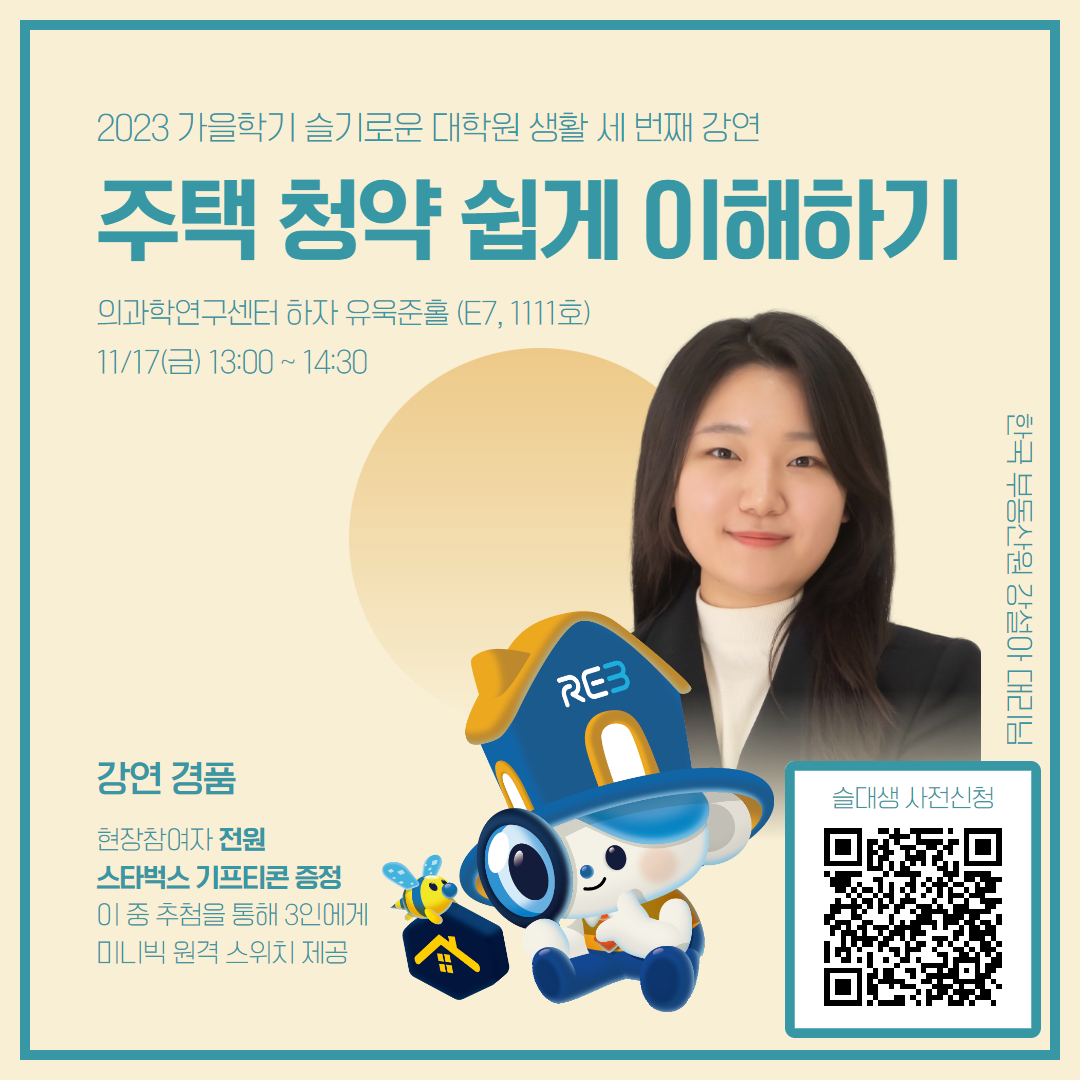 2023 가을학기 슬기로운 대학원 생활 세 번째 강연
주택 청약 쉽게 이해하기
의과학연구센터 하자 유욱준홀 (E7, 1111호)
11/17(금) 13:00 ~ 14:30
한국 부동산원 강설아 대리님
REB
강연 경품
현장참여자 전원
스타벅스 기프티콘 증정
이 중 추첨을 통해 3인에게
미니빅 원격 스위치 제공
슬대생 사전신청